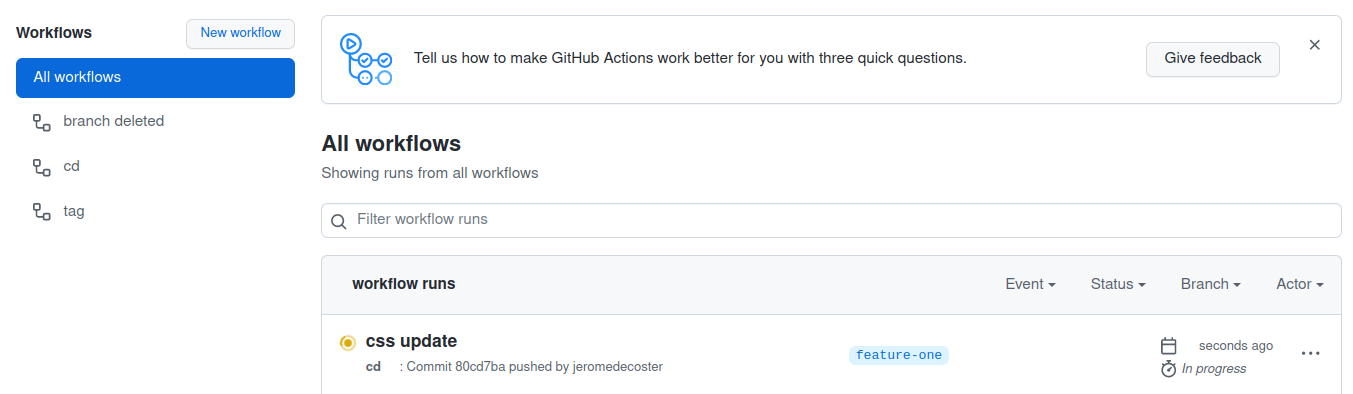 Workflows
New workflow
All workflows
branch deleted
cd
tag
Tell us how to make GitHub Actions work better for you with three quick questions.
Give feedback
All workflows
Showing runs from all workflows
Filter workflow runs
workflow runs Event Status Branch Actor
css update
cd : Commit 80cd7ba pushed by jeromedecoster
feature-one
seconds ago
In progress